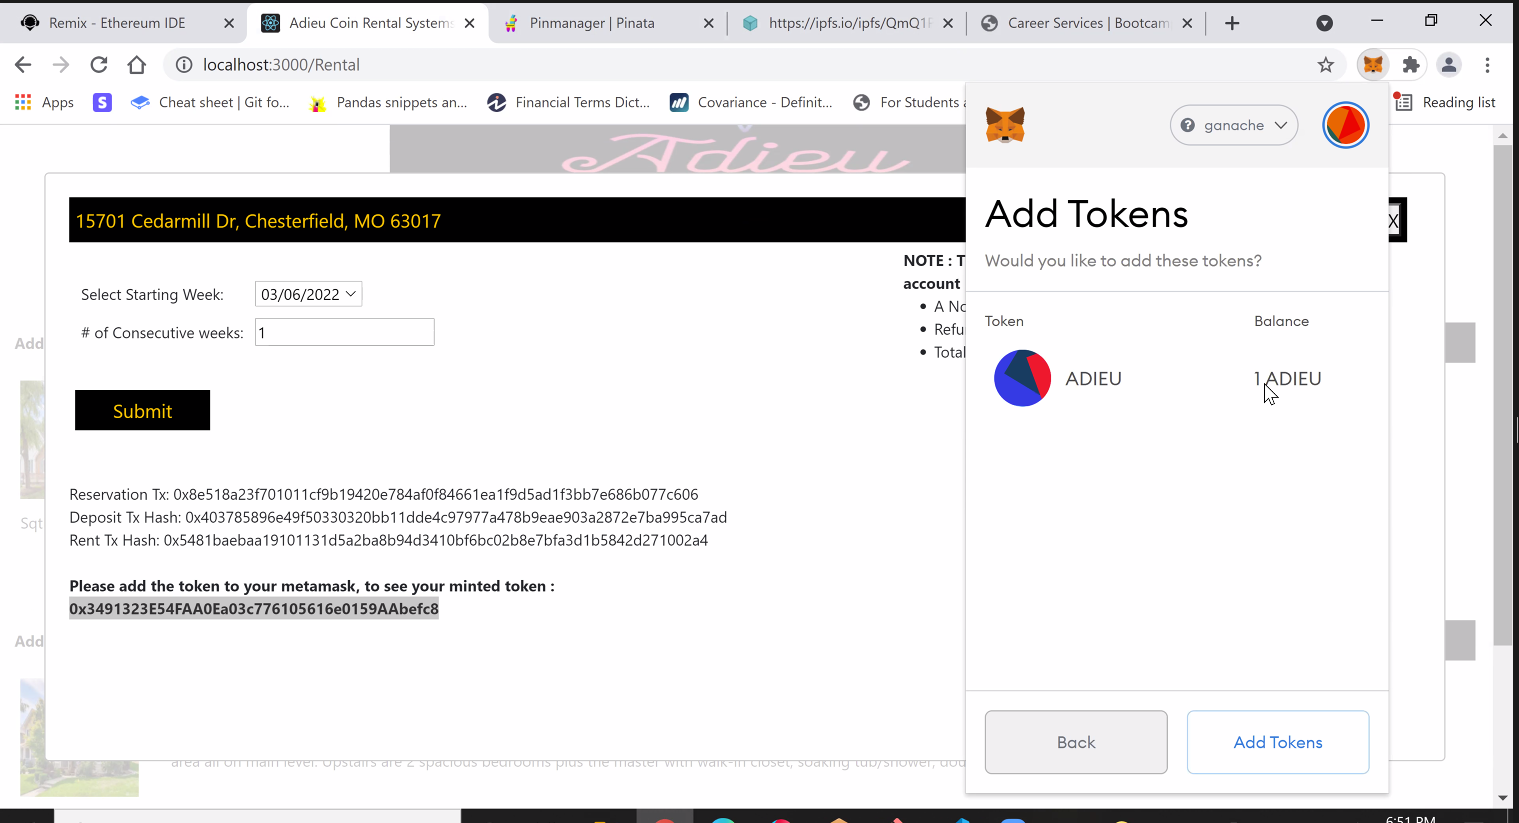 Remix - Ethereum IDE
Adieu Coin Rental Systems
Pinmanager | Pinata
https://ipfs.io/ipfs/QmQ1F
Career Services | Bootcam
localhost:3000/Rental
Apps
S
Cheat sheet | Git fo...
Pandas snippets an...
Financial Terms Dict...
Covariance - Definit...
For Students a
Reading list
Adieu
ganache
15701 Cedarmill Dr, Chesterfield, MO 63017
X
Add Tokens
Would you like to add these tokens?
Select Starting Week:
03/06/2022
# of Consecutive weeks:
1
NOTE : T
account
A No
Refu
Total
Token
Balance
ADIEU
1 ADIEU
Add
Submit
Reservation Tx: 0x8e518a23f701011cf9b19420e784af0f84661ea1f9d5ad1f3bb7e686b077c606
Deposit Tx Hash: 0x403785896e49f50330320bb11dde4c97977a478b9eae903a2872e7ba995ca7ad
Rent Tx Hash: 0x5481baebaa19101131d5a2ba8b94d3410bf6bc02b8e7bfa3d1b5842d271002a4
Sqt
Please add the token to your metamask, to see your minted token :
0x3491323E54FAA0Ea03c776105616e0159AAbefc8
Add
area all on main level. Upstairs are 2 spacious bedrooms plus the master with walk-in closet, soaking tub/shower, dou
Back
Add Tokens
6:51 PM